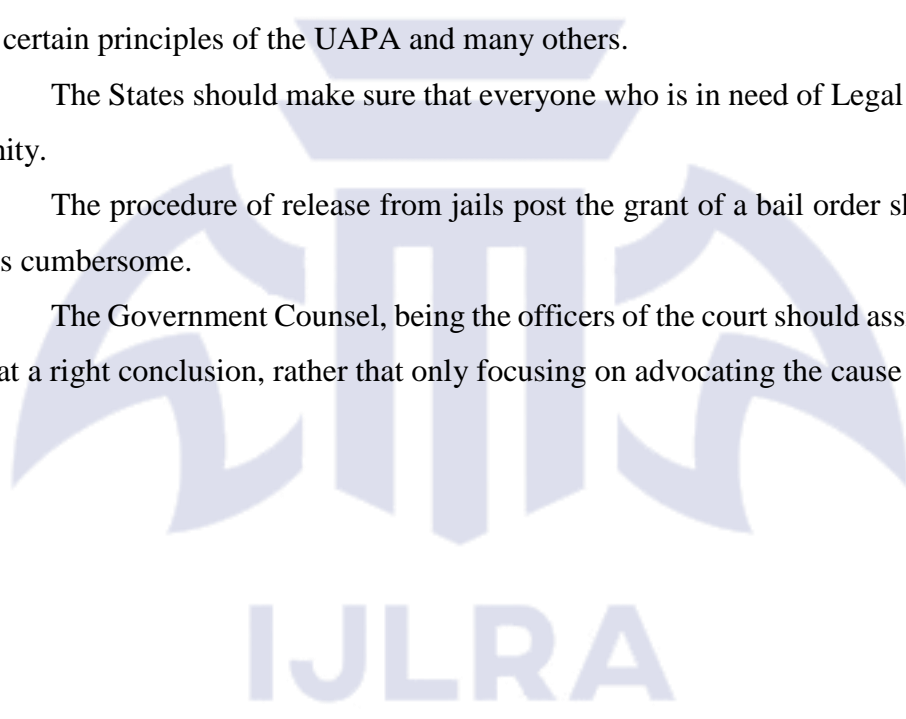 certain principles of the UAPA and many others.
The States should make sure that everyone who is in need of Legal
nity.
The procedure of release from jails post the grant of a bail order sh
s cumbersome.
The Government Counsel, being the officers of the court should ass
at a right conclusion, rather that only focusing on advocating the cause
IJLRA